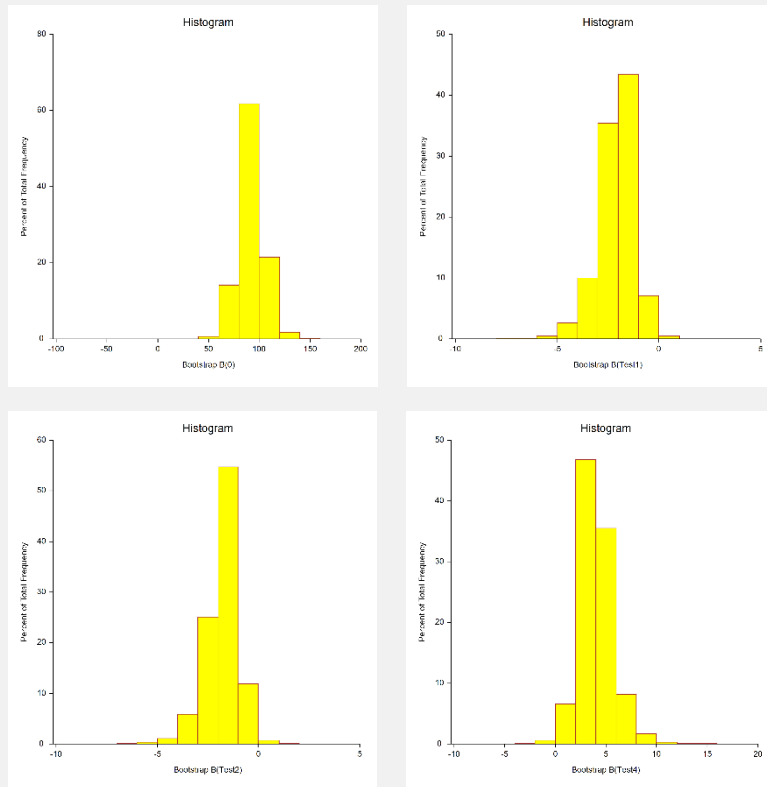 Histogram
80
60
40
20
0
Percent of Total Frequency
-100 -50 0 50 100 150 200
Bootstrap B(0)
Histogram
50
40
30
20
10
0
Percent of Total Frequency
-10 -5 0 5
Bootstrap B(Test1)
Histogram
60
50
40
30
20
10
0
Percent of Total Frequency
-10 -5 0 5
Bootstrap B(Test2)
Histogram
50
40
30
20
10
0
Percent of Total Frequency
-10 -5 0 5 10 15 20
Bootstrap B(Test4)